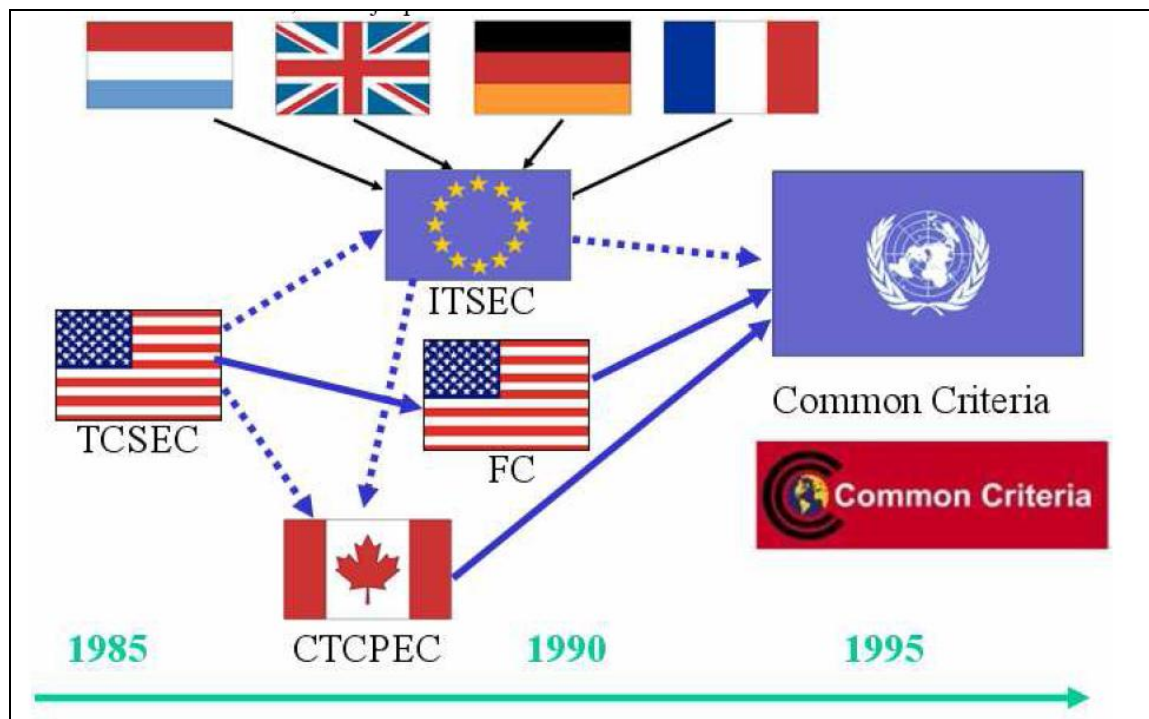 ITSEC
TCSEC
FC
Common Criteria
Common Criteria
CTCPEC
1985
1990
1995